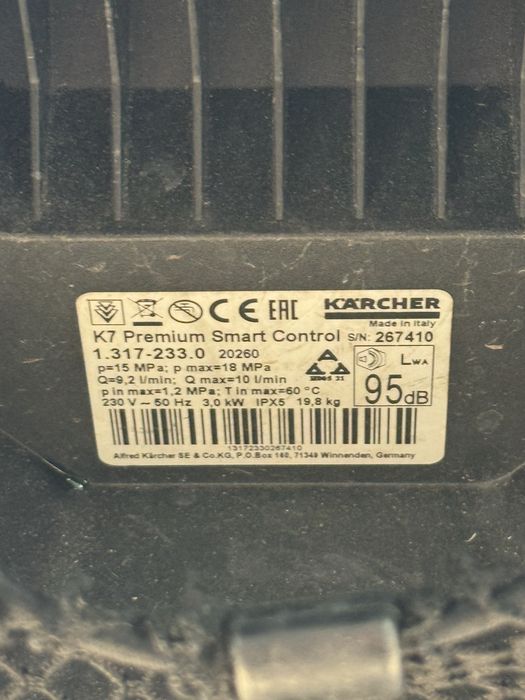 CE EAC KÄRCHER
Made in Italy
K7 Premium Smart Control S/N: 267410
1.317-233.0 20260
p=15 MPa; p max=18 MPa
Q=9,2 l/min; Q max=10 l/min
p in max=1,2 MPa; T in max=60 °C
230 V ~ 50 Hz 3,0 kW IPX5 19,8 kg
LWA
95dB
13172330267410
Alfred Kärcher SE & Co.KG, P.O.Box 160, 71349 Winnenden, Germany